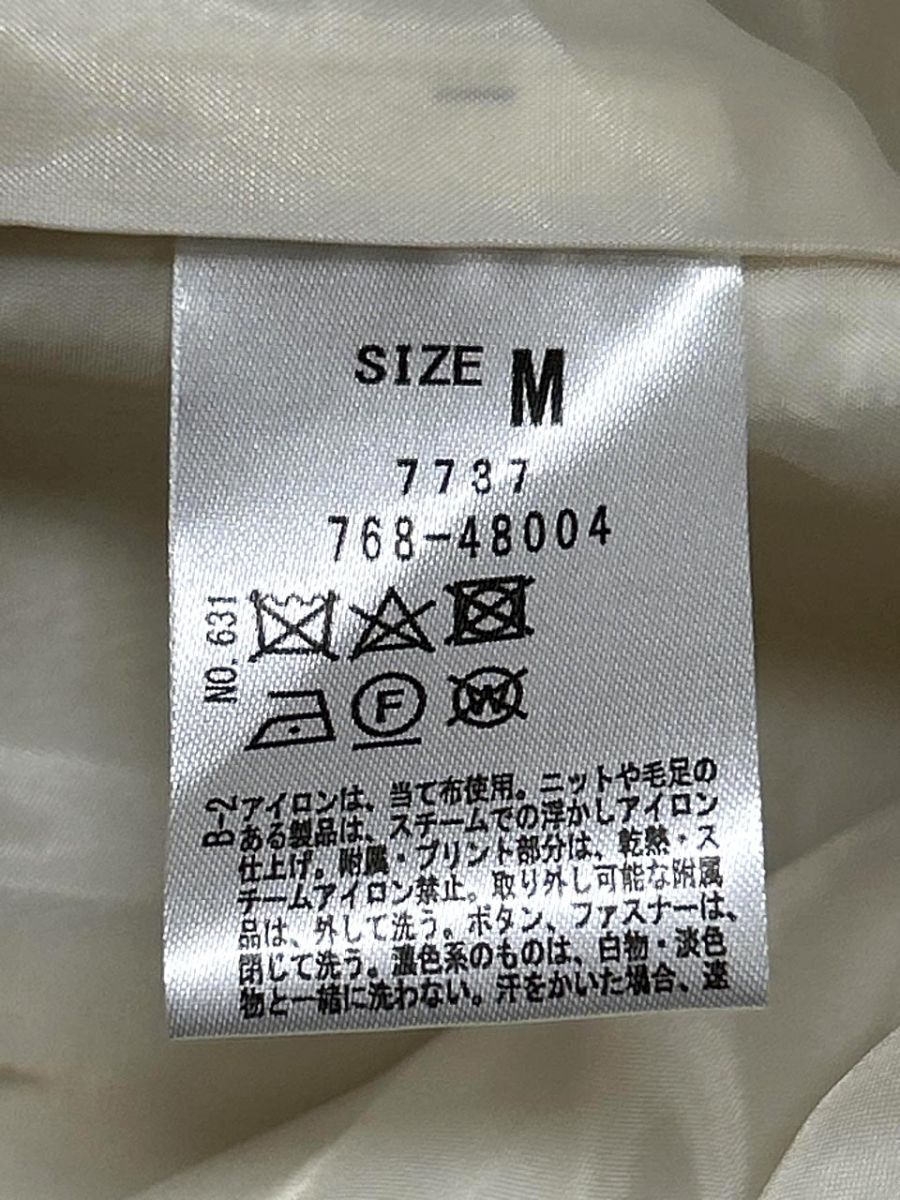 SIZE M
7737
768-48004
NO. 631
F
W
B-2
アイロンは、当て布使用。ニットや毛足の
ある製品は、スチームでの浮かしアイロン
仕上げ。附属・プリント部分は、乾熱・ス
チームアイロン禁止。取り外し可能な附属
品は、外して洗う。ボタン、ファスナーは、
閉じて洗う。濃色系のものは、白物・淡色
物と一緒に洗わない。汗をかいた場合、速